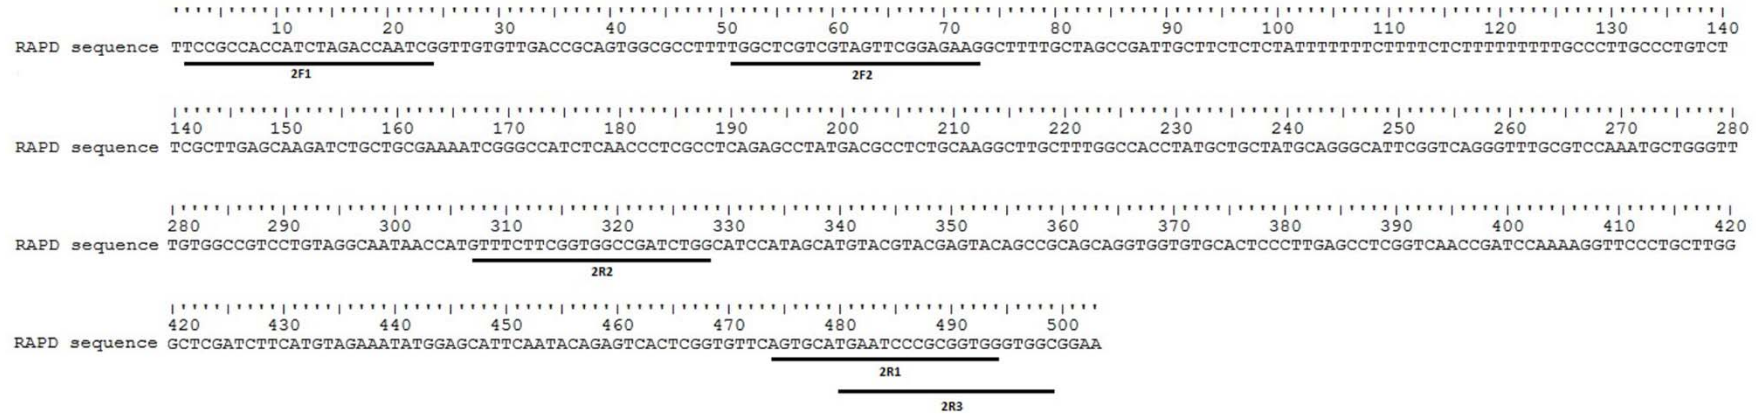 10 20 30 40 50 60 70 80 90 100 110 120 130 140
RAPD sequence TTCCGCCACCATCTAGACCAATCGGTTGTGTTGACCGCAGTGGCGCCTTTTGGCTCGTCGTAGTTCGGAGAAGGCTTTTGCTAGCCGATTGCTTCTCTCTATTTTTTTCTTTTCTCTTTTTTTTTGCCCTTGCCCTGTCT
2F1 2F2
140 150 160 170 180 190 200 210 220 230 240 250 260 270 280
RAPD sequence TCGCTTGAGCAAGATCTGCTGCGAAAATCGGGCCATCTCAACCCTCGCCTCAGAGCCTATGACGCCTCTGCAAGGCTTGCTTTGGCCACCTATGCTGCTATGCAGGGCATTCGGTCAGGGTTTGCGTCCAAATGCTGGGTT
280 290 300 310 320 330 340 350 360 370 380 390 400 410 420
RAPD sequence TGTGGCCGTCCTGTAGGCAATAACCATGTTTCTTCGGTGGCCGATCTGGCATCCATAGCATGTACGTACGAGTACAGCCGCAGCAGGTGGTGTGCACTCCCTTGAGCCTCGGTCAACCGATCCAAAAGGTTCCCTGCTTGG
2R2
420 430 440 450 460 470 480 490 500
RAPD sequence GCTCGATCTTCATGTAGAAATATGGAGCATTCAATACAGAGTCACTCGGTGTTCAGTGCATGAATCCCGCGGTGGGTGGCGGAA
2R1
2R3